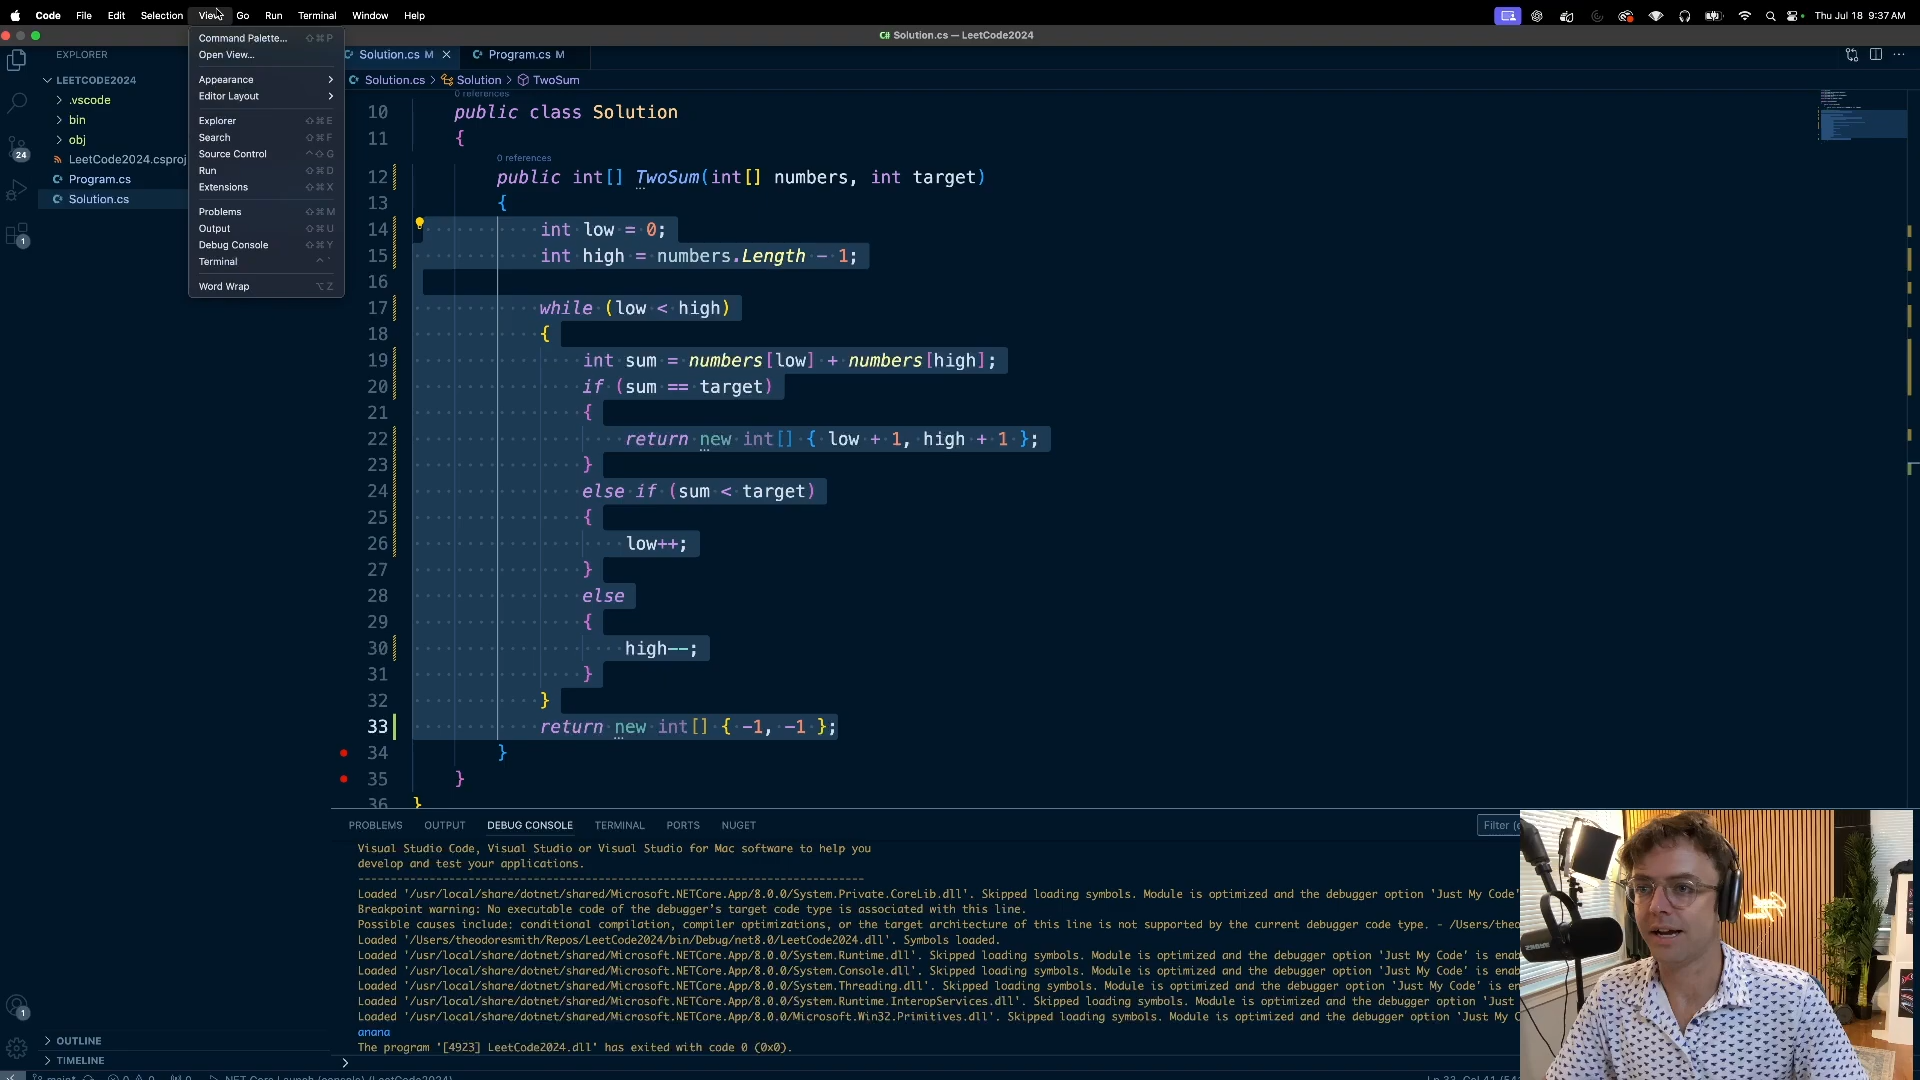 Code File Edit Selection View Go Run Terminal Window Help
Thu Jul 18 9:37 AM
Solution.cs — LeetCode2024
EXPLORER
LEETCODE2024
.vscode
bin
obj
LeetCode2024.csproj
Program.cs
Solution.cs
24
1
1
OUTLINE
TIMELINE
Command Palette... ⇧⌘P
Open View...
Appearance
Editor Layout
Explorer ⇧⌘E
Search ⇧⌘F
Source Control ⌃⇧G
Run ⇧⌘D
Extensions ⇧⌘X
Problems ⇧⌘M
Output ⇧⌘U
Debug Console ⇧⌘Y
Terminal ⌃`
Word Wrap ⌥Z
Solution.cs M Program.cs M
Solution.cs > Solution > TwoSum
0 references
10 public class Solution
11 {
0 references
12 public int[] TwoSum(int[] numbers, int target)
13 {
14 int low = 0;
15 int high = numbers.Length - 1;
16
17 while (low < high)
18 {
19 int sum = numbers[low] + numbers[high];
20 if (sum == target)
21 {
22 return new int[] { low + 1, high + 1 };
23 }
24 else if (sum < target)
25 {
26 low++;
27 }
28 else
29 {
30 high--;
31 }
32 }
33 return new int[] { -1, -1 };
34 }
35 }
36 }
PROBLEMS OUTPUT DEBUG CONSOLE TERMINAL PORTS NUGET
Filter (e
Visual Studio Code, Visual Studio or Visual Studio for Mac software to help you
develop and test your applications.
-------------------------------------------------------------------
Loaded '/usr/local/share/dotnet/shared/Microsoft.NETCore.App/8.0.0/System.Private.CoreLib.dll'. Skipped loading symbols. Module is optimized and the debugger option 'Just My Code'
Breakpoint warning: No executable code of the debugger's target code type is associated with this line.
Possible causes include: conditional compilation, compiler optimizations, or the target architecture of this line is not supported by the current debugger code type. - /Users/theo
Loaded '/Users/theodoresmith/Repos/LeetCode2024/bin/Debug/net8.0/LeetCode2024.dll'. Symbols loaded.
Loaded '/usr/local/share/dotnet/shared/Microsoft.NETCore.App/8.0.0/System.Runtime.dll'. Skipped loading symbols. Module is optimized and the debugger option 'Just My Code' is enab
Loaded '/usr/local/share/dotnet/shared/Microsoft.NETCore.App/8.0.0/System.Console.dll'. Skipped loading symbols. Module is optimized and the debugger option 'Just My Code' is enab
Loaded '/usr/local/share/dotnet/shared/Microsoft.NETCore.App/8.0.0/System.Threading.dll'. Skipped loading symbols. Module is optimized and the debugger option 'Just My Code' is en
Loaded '/usr/local/share/dotnet/shared/Microsoft.NETCore.App/8.0.0/System.Runtime.InteropServices.dll'. Skipped loading symbols. Module is optimized and the debugger option 'Just
Loaded '/usr/local/share/dotnet/shared/Microsoft.NETCore.App/8.0.0/Microsoft.Win32.Primitives.dll'. Skipped loading symbols. Module is optimized and the debugger option 'Just My C
anana
The program '[4923] LeetCode2024.dll' has exited with code 0 (0x0).